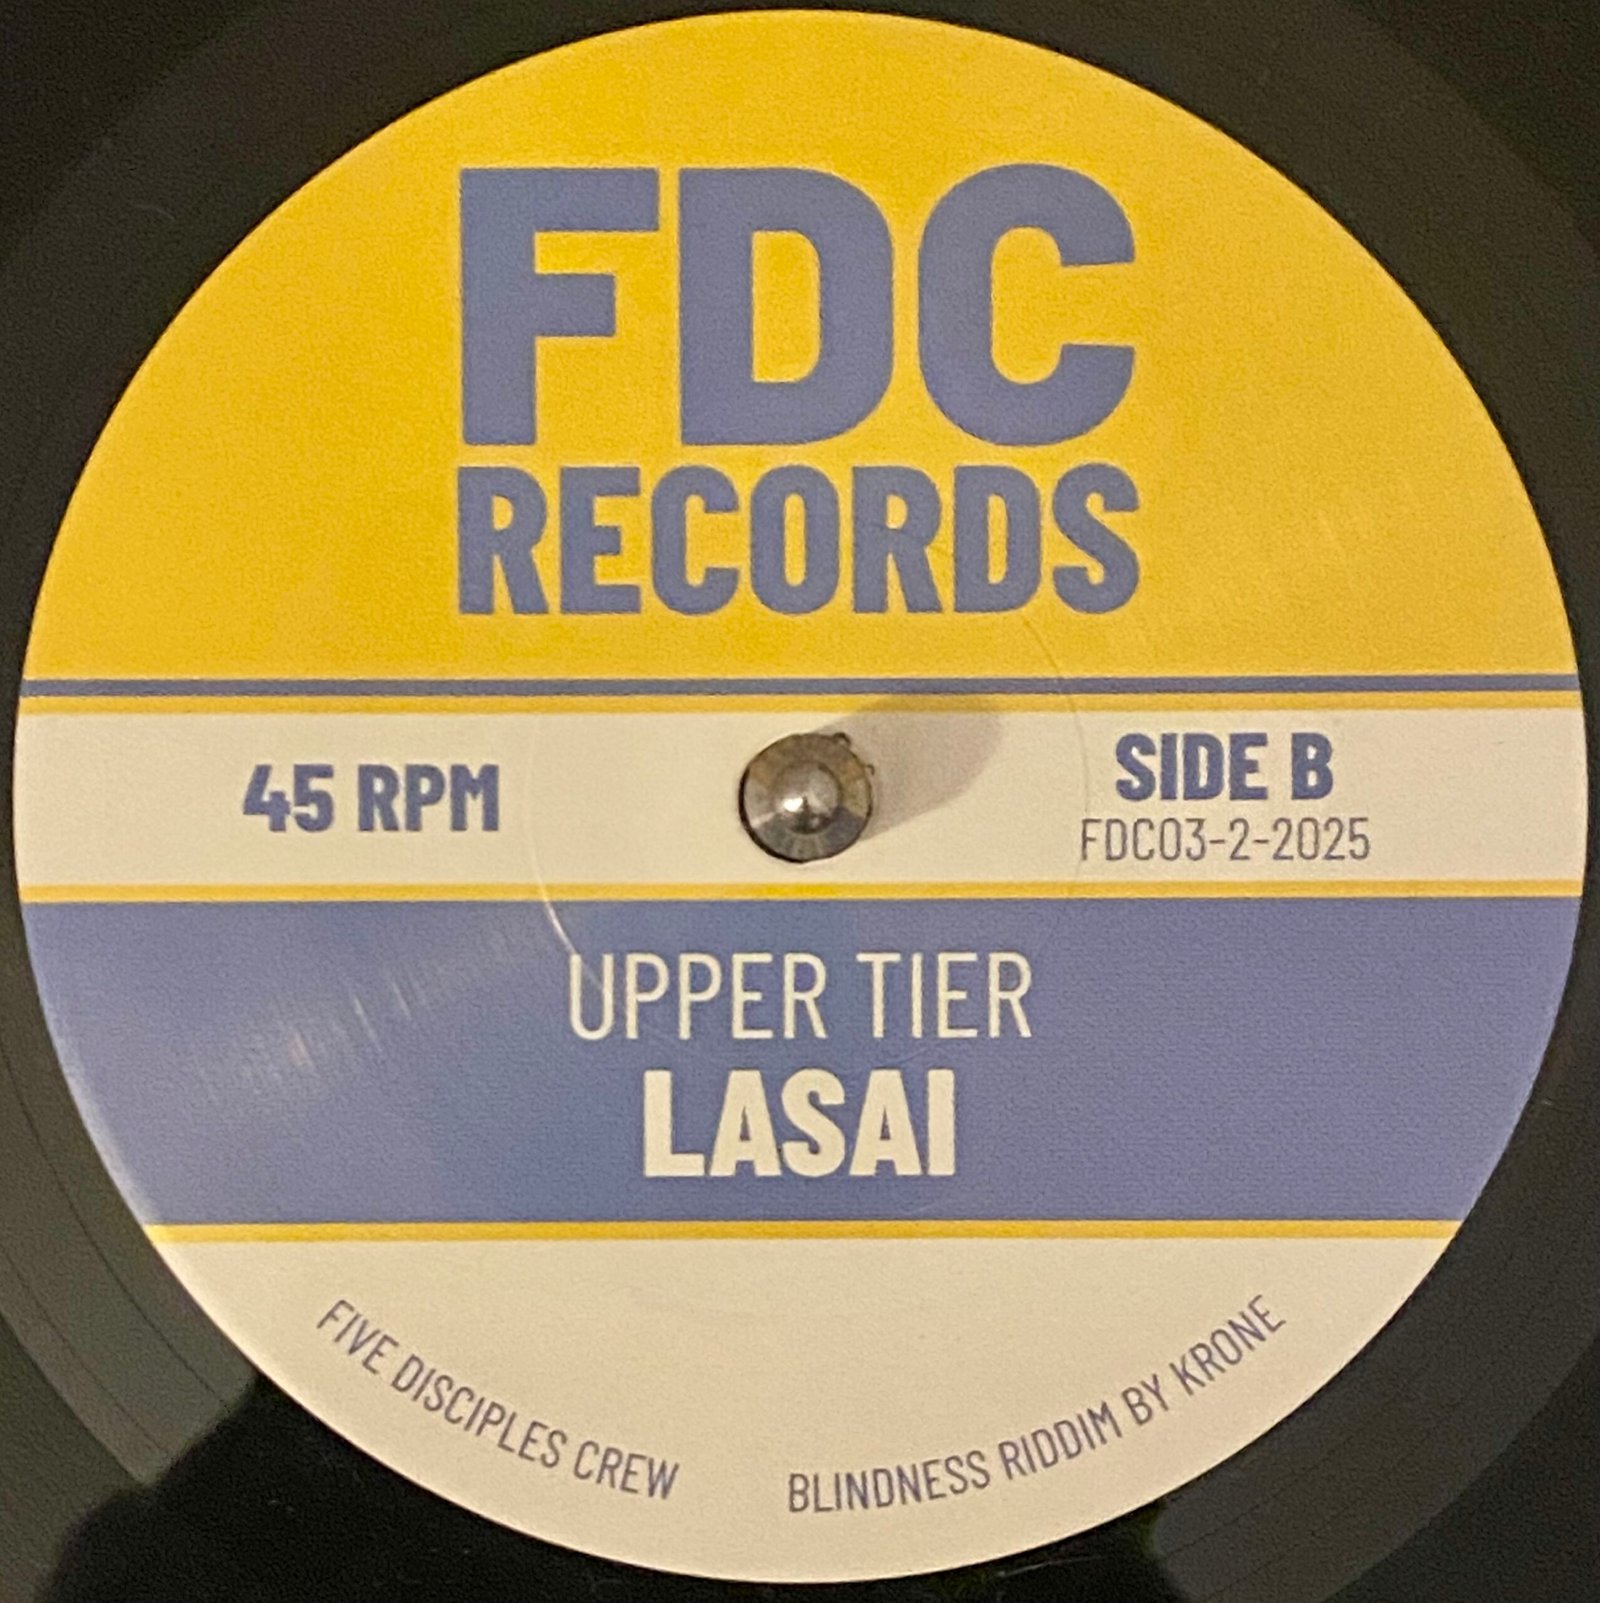 FDC
RECORDS
45 RPM
SIDE B
FDC03-2-2025
UPPER TIER
LASAI
FIVE DISCIPLES CREW
BLINDNESS RIDDIM BY KRONE